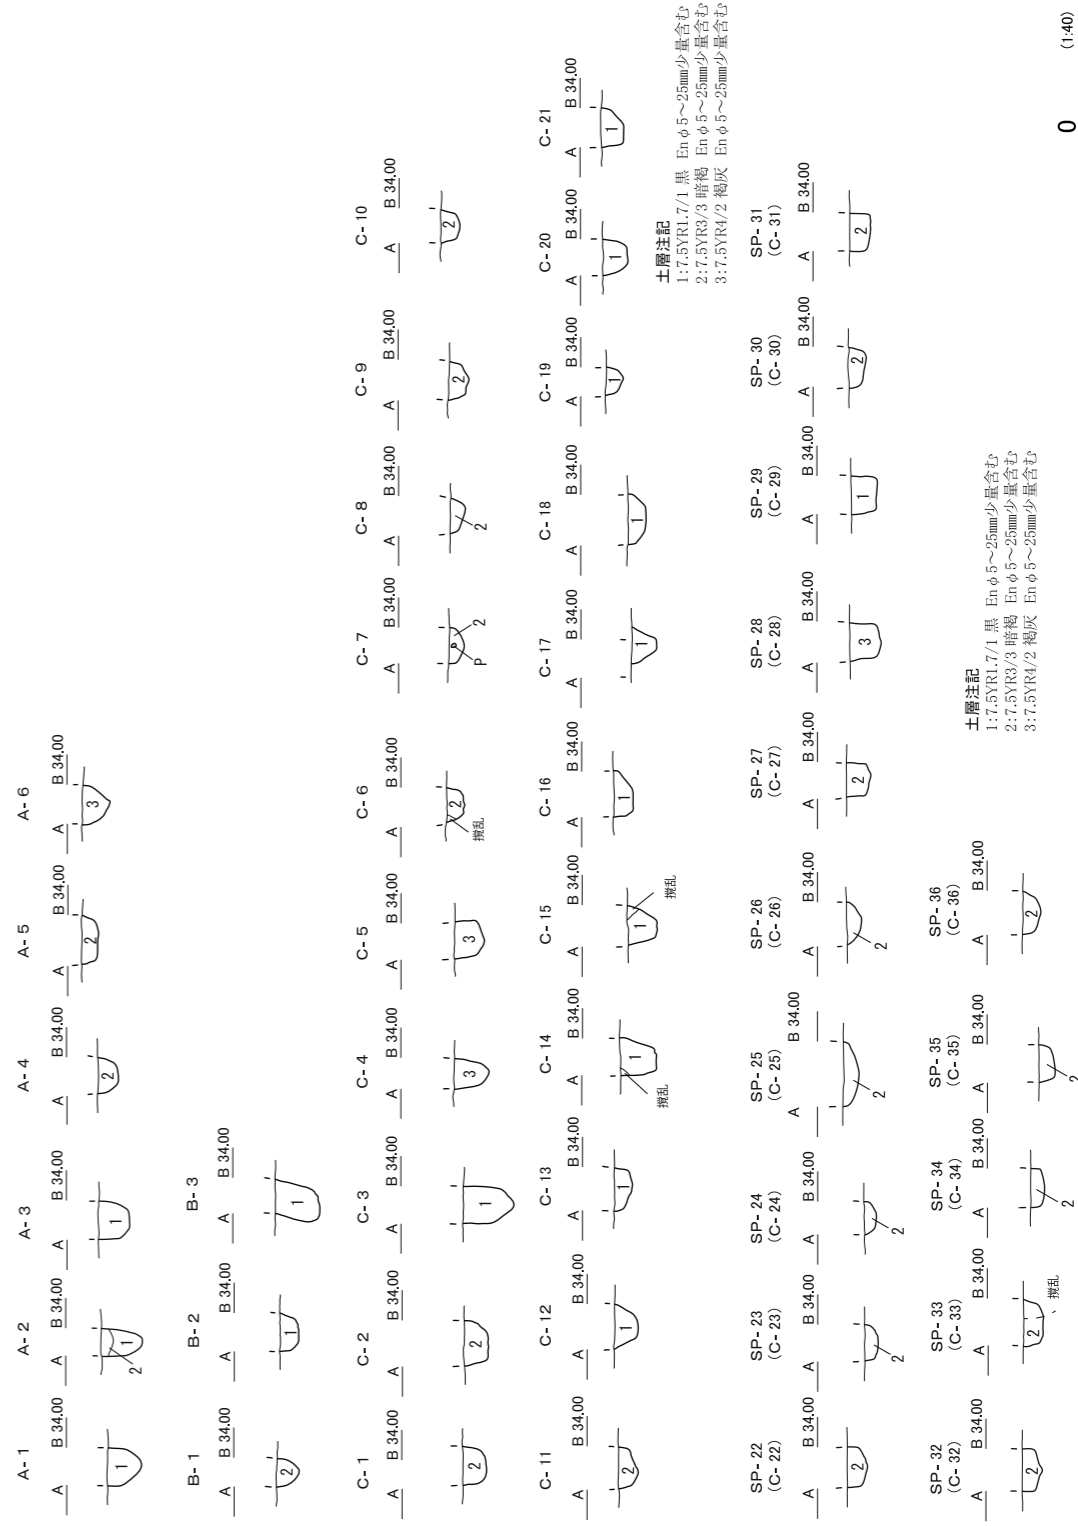 A-1
A B 34.00
1
A-2
A B 34.00
1
2
A-3
A B 34.00
1
A-4
A B 34.00
2
A-5
A B 34.00
2
A-6
A B 34.00
3
B-1
A B 34.00
2
B-2
A B 34.00
1
B-3
A B 34.00
1
C-1
A B 34.00
2
C-2
A B 34.00
2
C-3
A B 34.00
1
C-4
A B 34.00
3
C-5
A B 34.00
3
C-6
A B 34.00
2
撹乱
C-7
A B 34.00
P 2
C-8
A B 34.00
2
C-9
A B 34.00
2
C-10
A B 34.00
2
C-11
A B 34.00
2
C-12
A B 34.00
1
C-13
A B 34.00
1
C-14
A B 34.00
1
撹乱
C-15
A B 34.00
1
撹乱
C-16
A B 34.00
1
C-17
A B 34.00
1
C-18
A B 34.00
1
C-19
A B 34.00
1
C-20
A B 34.00
1
C-21
A B 34.00
1
土層注記
1:7.5YR1.7/1 黒 Enφ5～25mm少量含む
2:7.5YR3/3 暗褐 Enφ5～25mm少量含む
3:7.5YR4/2 褐灰 Enφ5～25mm少量含む
SP-22
(C-22)
A B 34.00
2
SP-23
(C-23)
A B 34.00
2
SP-24
(C-24)
A B 34.00
2
SP-25
(C-25)
A B 34.00
2
SP-26
(C-26)
A B 34.00
2
SP-27
(C-27)
A B 34.00
2
SP-28
(C-28)
A B 34.00
3
SP-29
(C-29)
A B 34.00
1
SP-30
(C-30)
A B 34.00
2
SP-31
(C-31)
A B 34.00
2
SP-32
(C-32)
A B 34.00
2
SP-33
(C-33)
A B 34.00
2
撹乱
SP-34
(C-34)
A B 34.00
2
SP-35
(C-35)
A B 34.00
2
SP-36
(C-36)
A B 34.00
2
土層注記
1:7.5YR1.7/1 黒 Enφ5～25mm少量含む
2:7.5YR3/3 暗褐 Enφ5～25mm少量含む
3:7.5YR4/2 褐灰 Enφ5～25mm少量含む
0 (1:40)